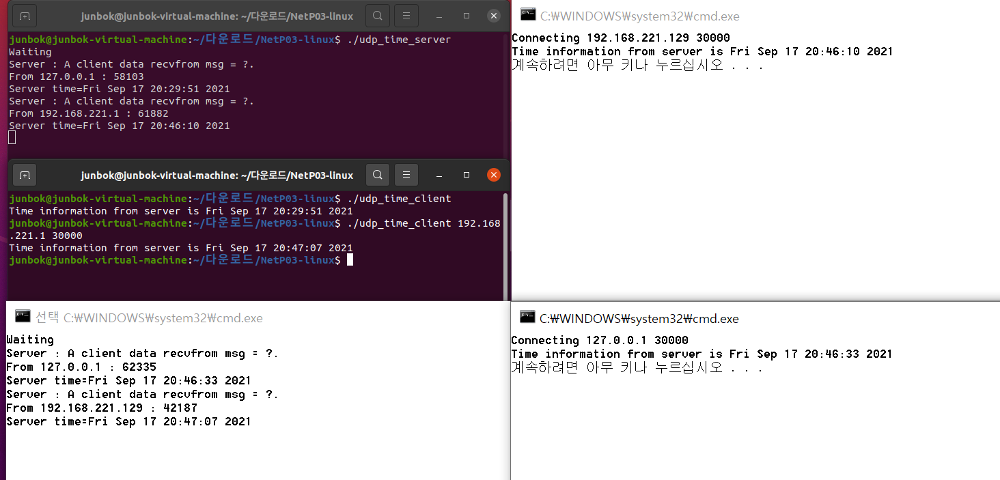 junbok@junbok-virtual-machine: ~/다운로드/NetP03-linux
junbok@junbok-virtual-machine:~/다운로드/NetP03-linux$ ./udp_time_server
Waiting
Server : A client data recvfrom msg = ?.
From 127.0.0.1 : 58103
Server time=Fri Sep 17 20:29:51 2021
Server : A client data recvfrom msg = ?.
From 192.168.221.1 : 61882
Server time=Fri Sep 17 20:46:10 2021
C:₩WINDOWS₩system32₩cmd.exe
Connecting 192.168.221.129 30000
Time information from server is Fri Sep 17 20:46:10 2021
계속하려면 아무 키나 누르십시오 . . .
junbok@junbok-virtual-machine: ~/다운로드/NetP03-linux
junbok@junbok-virtual-machine:~/다운로드/NetP03-linux$ ./udp_time_client
Time information from server is Fri Sep 17 20:29:51 2021
junbok@junbok-virtual-machine:~/다운로드/NetP03-linux$ ./udp_time_client 192.168
.221.1 30000
Time information from server is Fri Sep 17 20:47:07 2021
junbok@junbok-virtual-machine:~/다운로드/NetP03-linux$
선택 C:₩WINDOWS₩system32₩cmd.exe
Waiting
Server : A client data recvfrom msg = ?.
From 127.0.0.1 : 62335
Server time=Fri Sep 17 20:46:33 2021
Server : A client data recvfrom msg = ?.
From 192.168.221.129 : 42187
Server time=Fri Sep 17 20:47:07 2021
C:₩WINDOWS₩system32₩cmd.exe
Connecting 127.0.0.1 30000
Time information from server is Fri Sep 17 20:46:33 2021
계속하려면 아무 키나 누르십시오 . . .